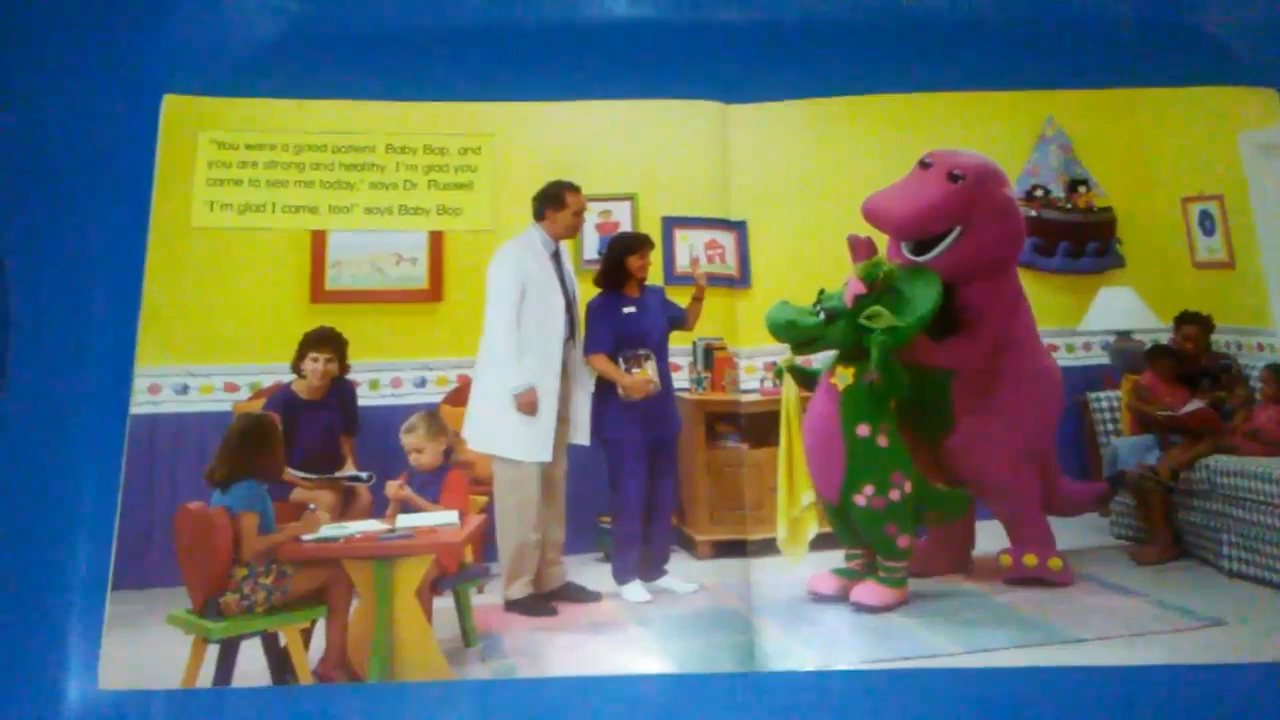 "You were a good patient, Baby Bop, and
you are strong and healthy. I'm glad you
came to see me today," says Dr. Russell.
"I'm glad I came, too!" says Baby Bop.